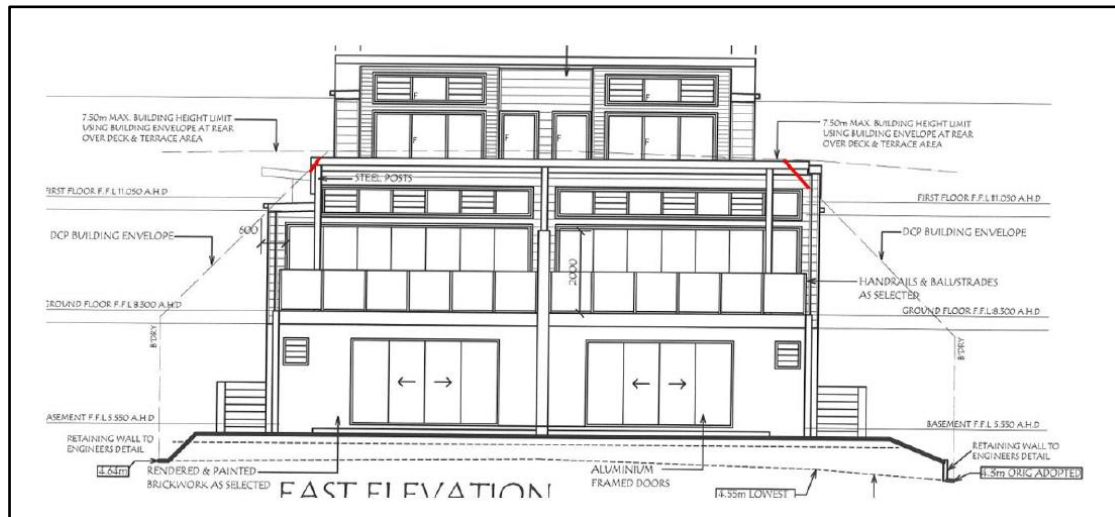 7.50m MAX. BUILDING HEIGHT LIMIT
USING BUILDING ENVELOPE AT REAR
OVER DECK & TERRACE AREA
7.50m MAX. BUILDING HEIGHT LIMIT
USING BUILDING ENVELOPE AT REAR
OVER DECK & TERRACE AREA
F
F
F
F
F
F
STEEL POSTS
FIRST FLOOR F.F.L 11.050 A.H.D
FIRST FLOOR F.F.L 11.050 A.H.D
600
DCP BUILDING ENVELOPE
DCP BUILDING ENVELOPE
2000
HANDRAILS & BALUSTRADES
AS SELECTED
GROUND FLOOR F.F.L 8.300 A.H.D
GROUND FLOOR F.F.L 8.300 A.H.D
B'DRY
B'DRY
BASEMENT F.F.L 5.550 A.H.D
RETAINING WALL TO
ENGINEERS DETAIL
BASEMENT F.F.L 5.550 A.H.D
RETAINING WALL TO
ENGINEERS DETAIL
4.64m
RENDERED & PAINTED
BRICKWORK AS SELECTED
ALUMINIUM
FRAMED DOORS
4.5m ORIG ADOPTED
4.55m LOWEST
EAST ELEVATION